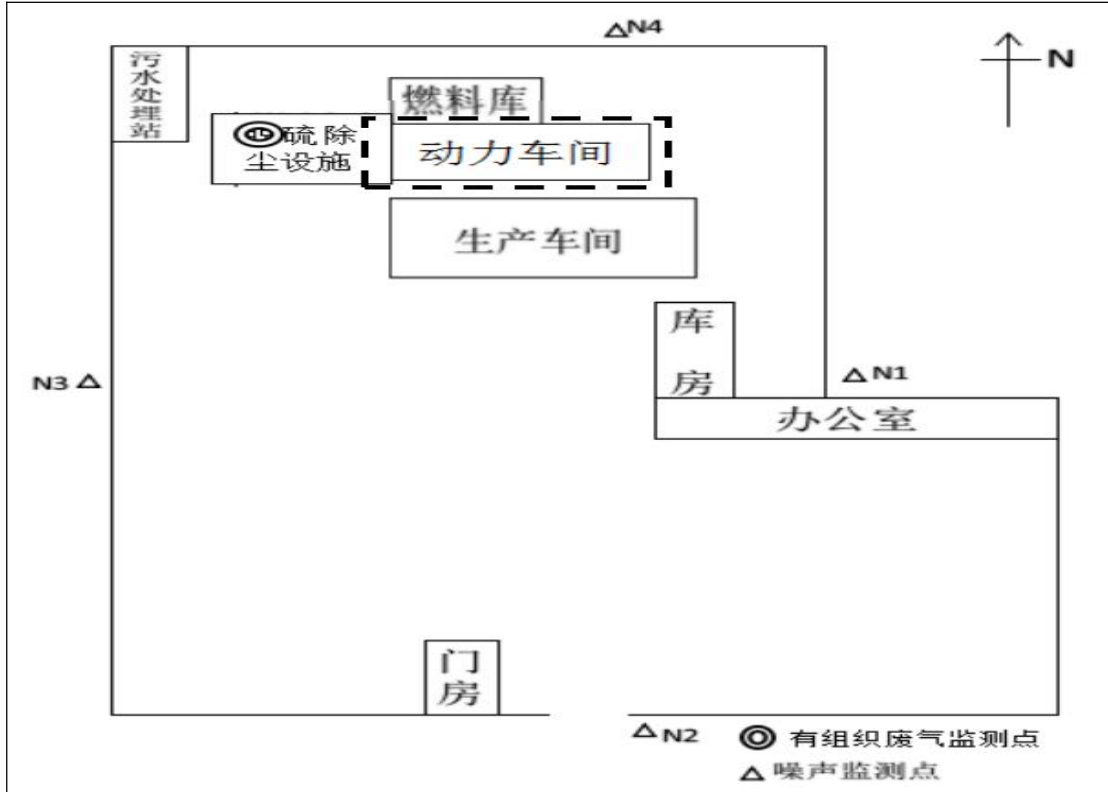 △N4
N
污
水
处
理
站
燃料库
硫除
尘设施
动力车间
生产车间
库
房
N3 △
△ N1
办公室
门
房
△ N2
◎ 有组织废气监测点
△ 噪声监测点